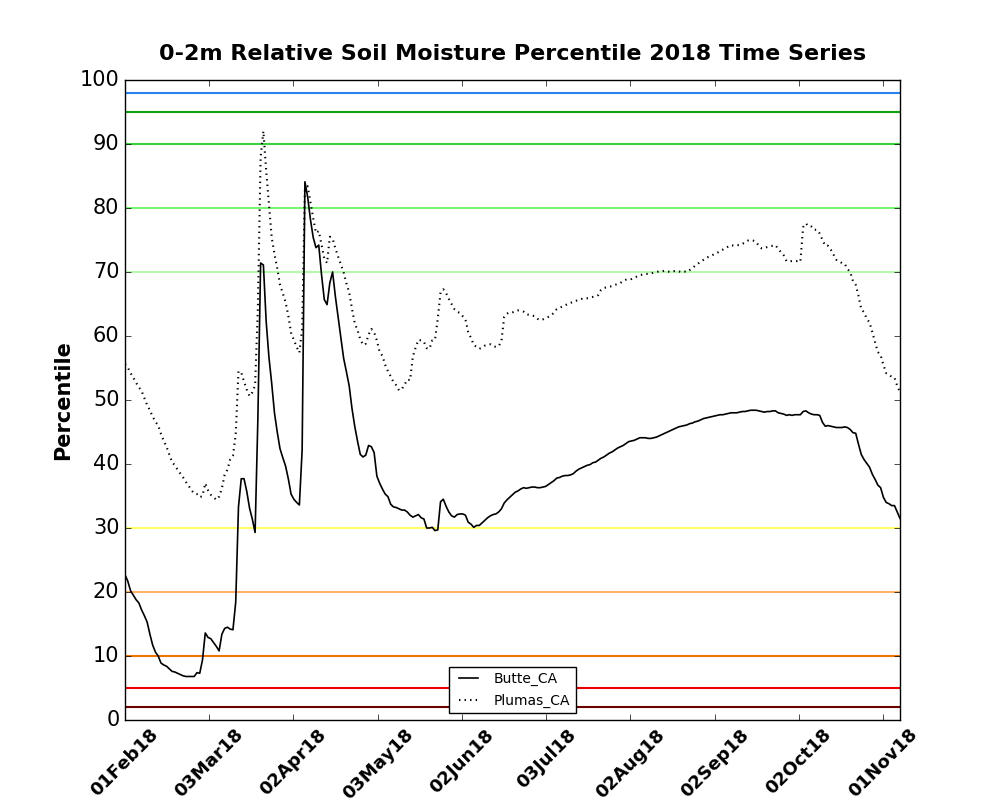 0-2m Relative Soil Moisture Percentile 2018 Time Series
100
90
80
70
60
50
40
30
20
10
0
Percentile
Butte_CA
Plumas_CA
01Feb18
03Mar18
02Apr18
03May18
02Jun18
03Jul18
02Aug18
02Sep18
02Oct18
01Nov18